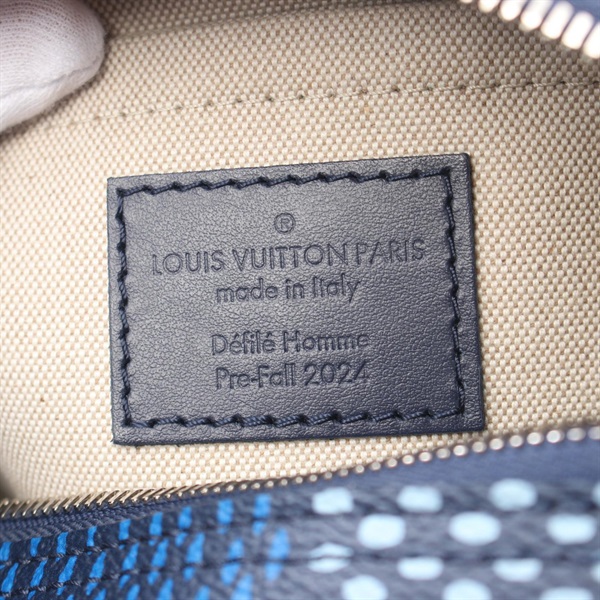 ®
LOUIS VUITTON PARIS
made in Italy
Défilé Homme
Pre-Fall 2024